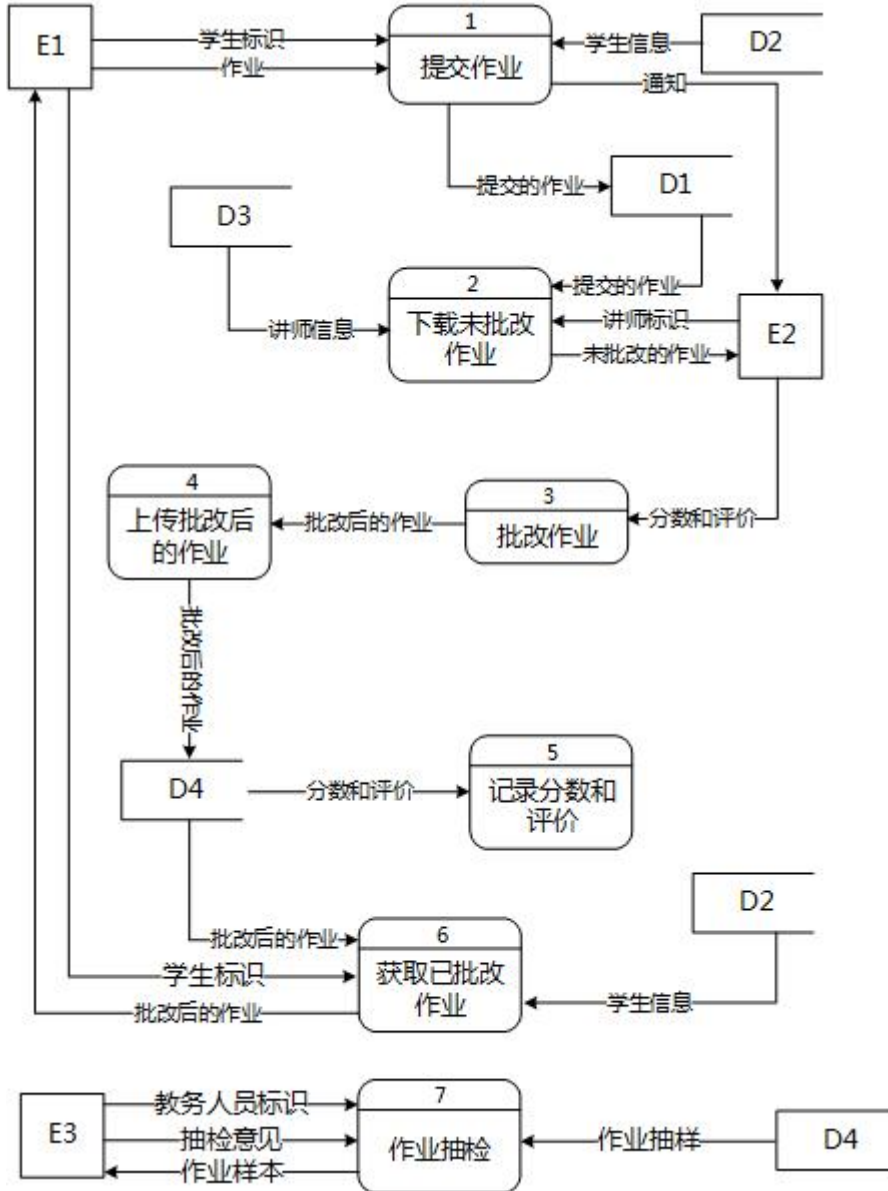 E1
学生标识
作业
1
提交作业
学生信息
D2
通知
提交的作业
D1
D3
2
下载未批改
作业
提交的作业
讲师信息
讲师标识
未批改的作业
E2
4
上传批改后
的作业
批改后的作业
3
批改作业
分数和评价
批改后的作业
D4
分数和评价
5
记录分数和
评价
D2
批改后的作业
6
获取已批改
作业
学生标识
学生信息
批改后的作业
E3
教务人员标识
抽检意见
作业样本
7
作业抽检
作业抽样
D4